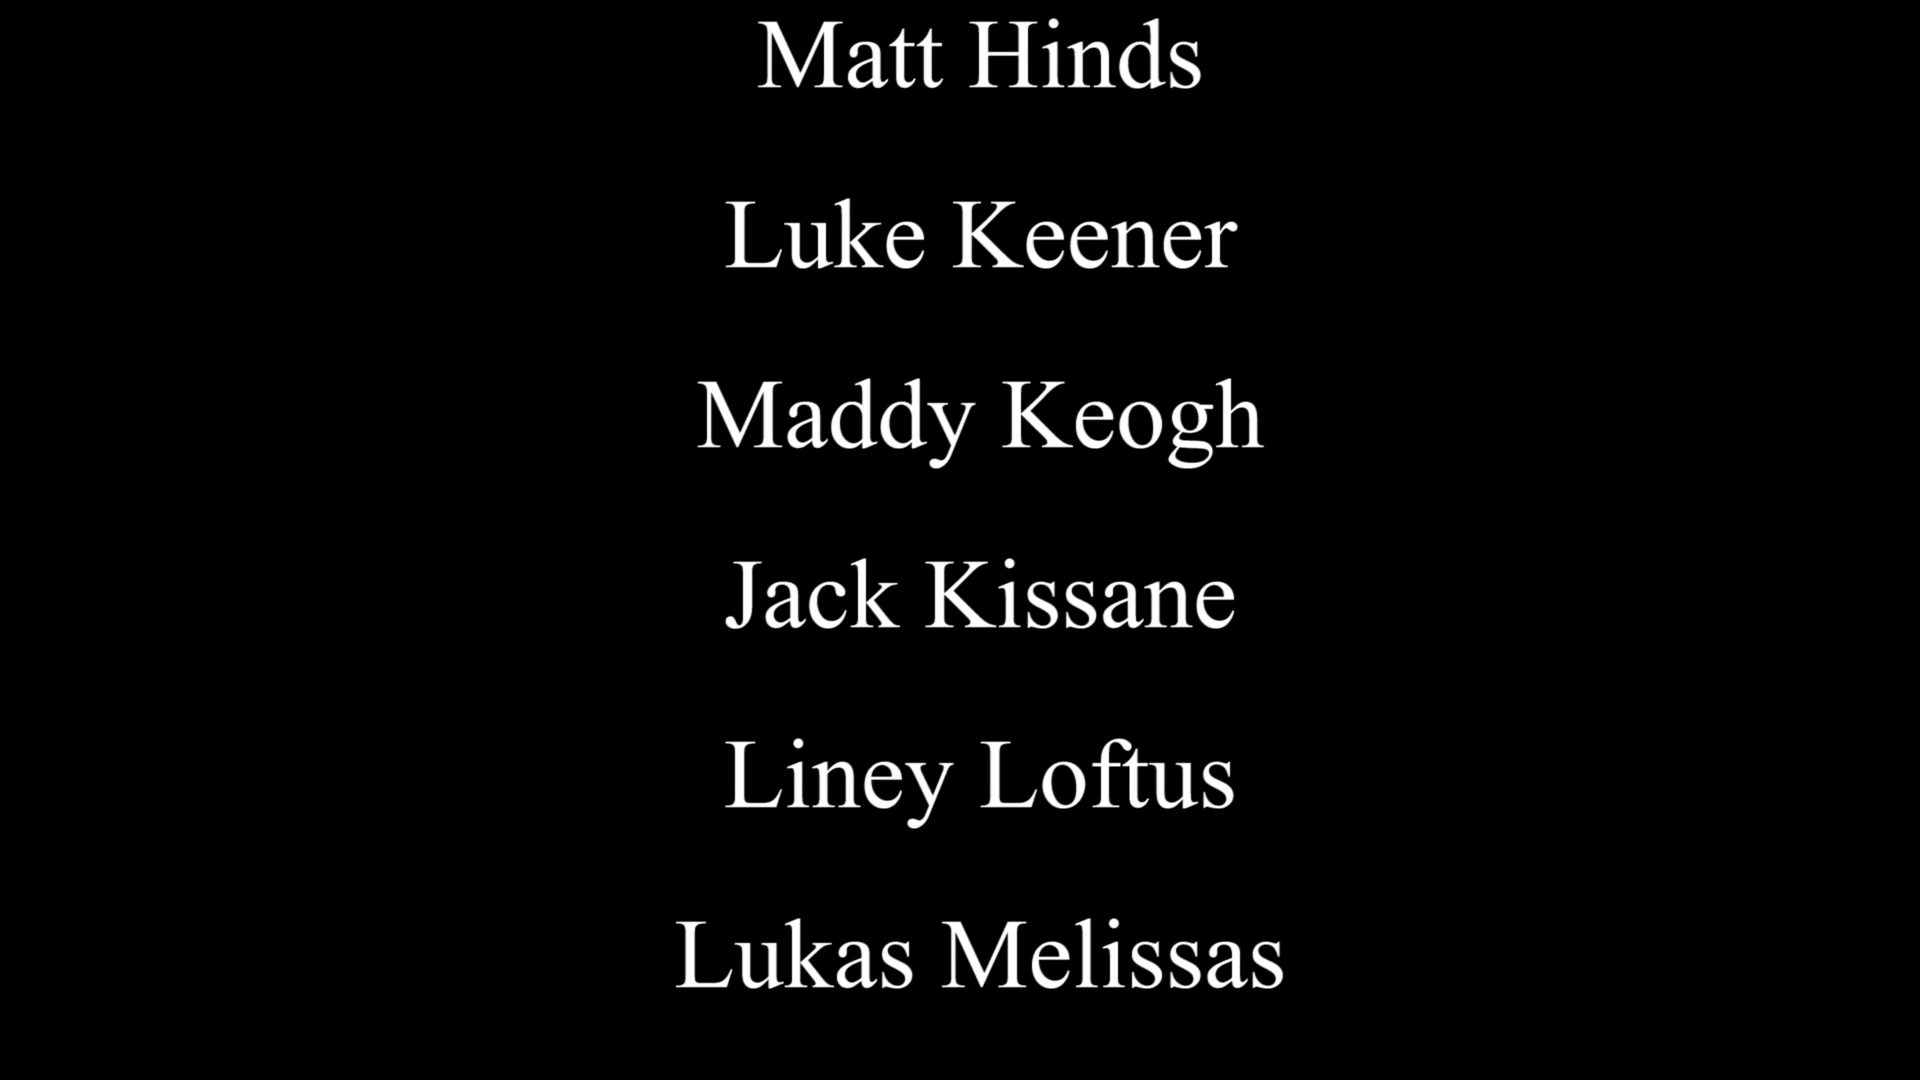 Matt Hinds
Luke Keener
Maddy Keogh
Jack Kissane
Liney Loftus
Lukas Melissas